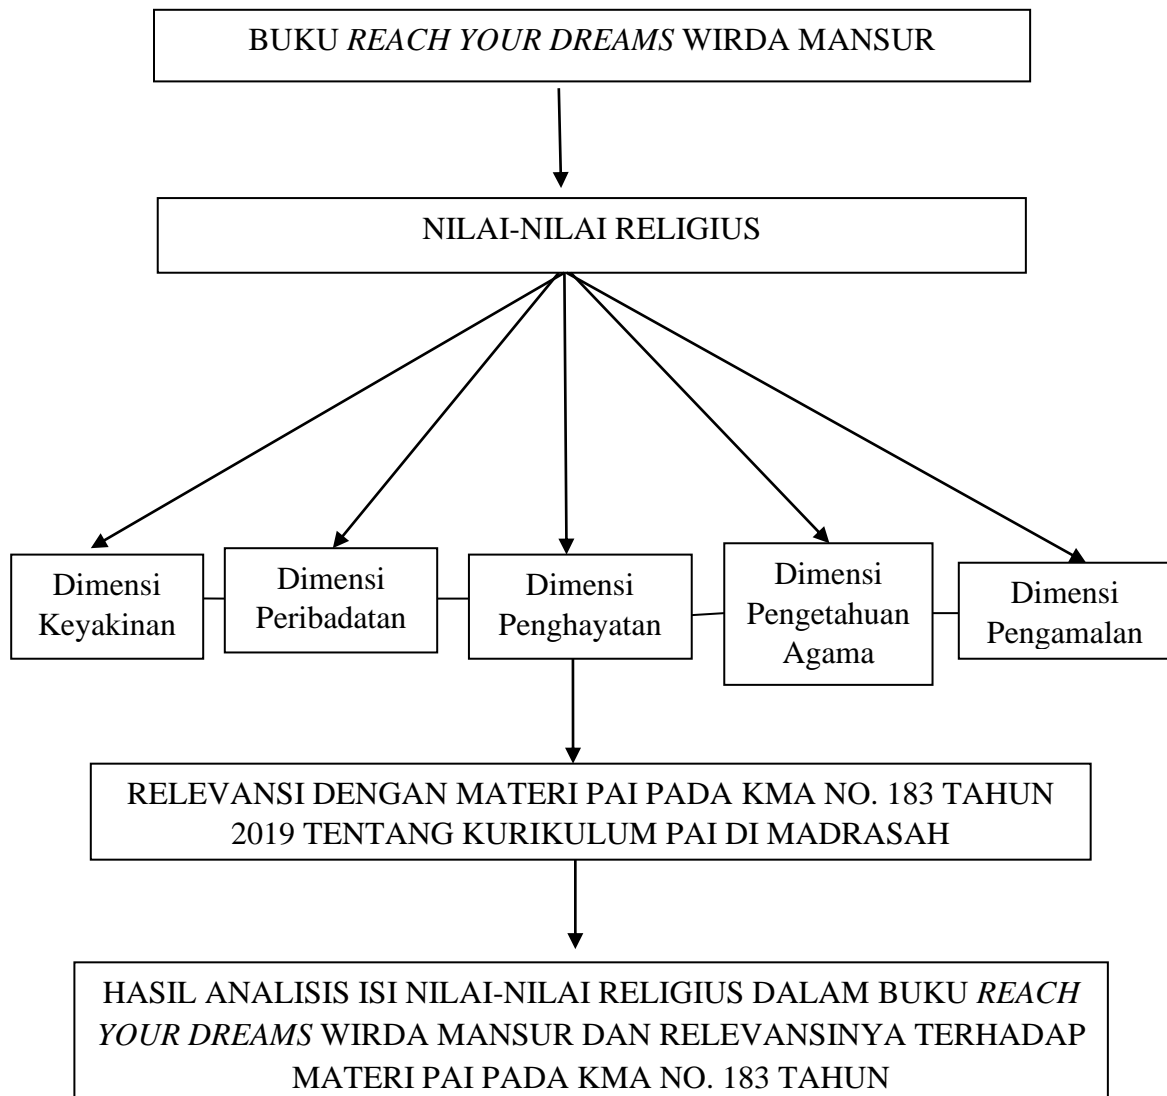 BUKU REACH YOUR DREAMS WIRDA MANSUR
NILAI-NILAI RELIGIUS
Dimensi
Keyakinan
Dimensi
Peribadatan
Dimensi
Penghayatan
Dimensi
Pengetahuan
Agama
Dimensi
Pengamalan
RELEVANSI DENGAN MATERI PAI PADA KMA NO. 183 TAHUN
2019 TENTANG KURIKULUM PAI DI MADRASAH
HASIL ANALISIS ISI NILAI-NILAI RELIGIUS DALAM BUKU REACH
YOUR DREAMS WIRDA MANSUR DAN RELEVANSINYA TERHADAP
MATERI PAI PADA KMA NO. 183 TAHUN